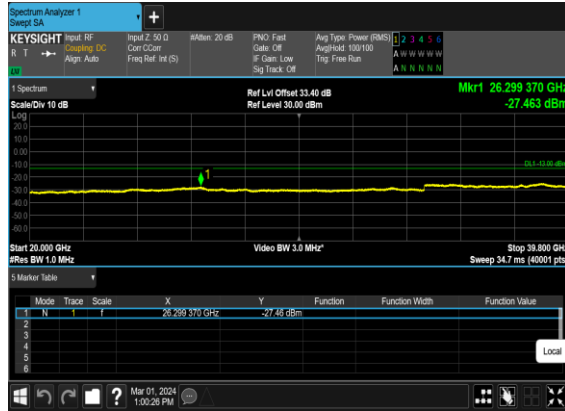 Spectrum Analyzer 1
Swept SA
+
KEYSIGHT Input: RF Input Z: 50 Ω #Atten: 20 dB PNO: Fast Avg Type: Power (RMS) 1 2 3 4 5 6
R T Coupling: DC Corr CCorr Gate: Off Avg|Hold: 100/100 A W W W W W
Align: Auto Freq Ref: Int (S) IF Gain: Low Trig: Free Run
Sig Track: Off A N N N N N
1 Spectrum Ref Lvl Offset 33.40 dB Mkr1 26.299 370 GHz
Scale/Div 10 dB Ref Level 30.00 dBm -27.463 dBm
Log
20.0
10.0
0.00
-10.0 DL1 -13.00 dBm
-20.0 1
-30.0
-40.0
-50.0
-60.0
Start 20.000 GHz Video BW 3.0 MHz* Stop 39.800 GHz
#Res BW 1.0 MHz Sweep 34.7 ms (40001 pts)
5 Marker Table
Mode Trace Scale X Y Function Function Width Function Value
1 N 1 f 26.299 370 GHz -27.46 dBm
2
3
4
5
6
Local
? Mar 01, 2024
1:00:26 PM